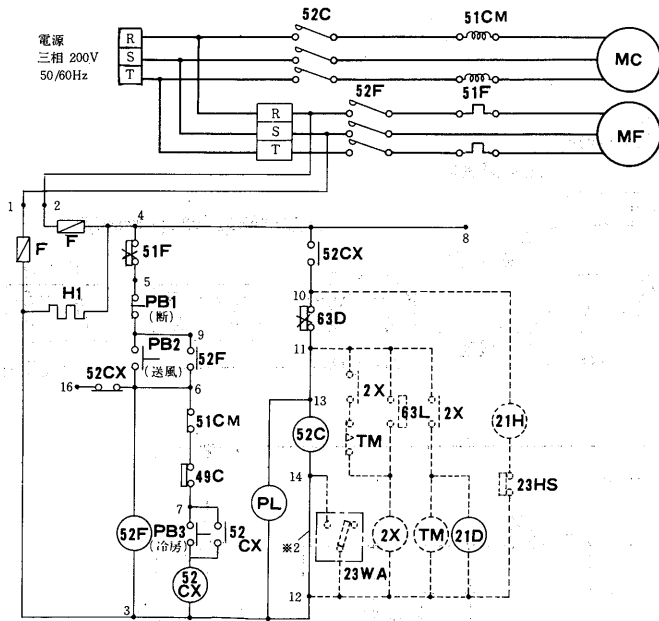 52C
51CM
電源
三相 200V
50/60Hz
R
S
T
MC
52F
51F
R
S
T
MF
1
2
4
8
F
F
51F
52CX
5
10
H1
PB1
(断)
63D
9
11
PB2
(送風)
52F
52CX
16
6
2X
13
63L
2X
51CM
52C
TM
21H
49C
14
23HS
7
PL
52F
PB3
(冷房)
52
CX
※2
2X
TM
21D
23WA
52
CX
12
3